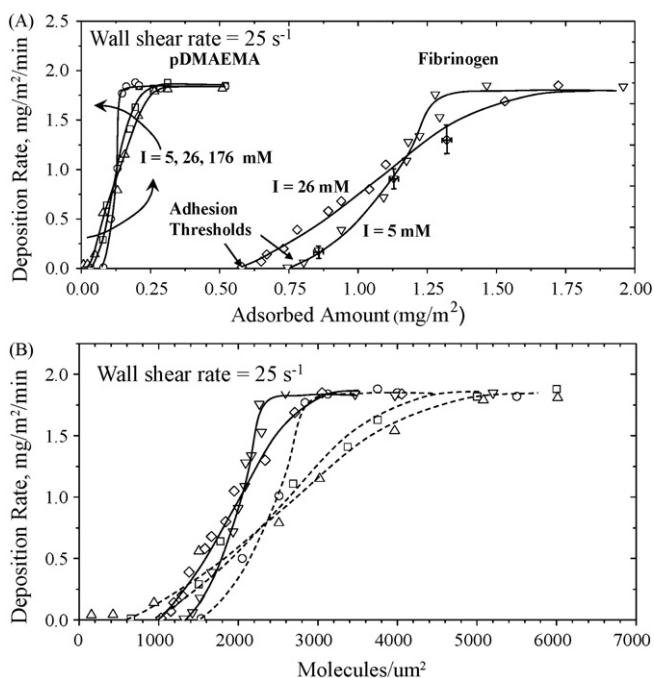 (A)
Wall shear rate = 25 s⁻¹
pDMAEMA Fibrinogen
Deposition Rate, mg/m²/min
2.0
1.5
1.0
0.5
0.0
I = 5, 26, 176 mM
I = 26 mM
Adhesion
Thresholds
I = 5 mM
0.00 0.25 0.50 0.75 1.00 1.25 1.50 1.75 2.00
Adsorbed Amount (mg/m²)
(B)
Wall shear rate = 25 s⁻¹
Deposition Rate, mg/m²/min
2.0
1.5
1.0
0.5
0.0
0 1000 2000 3000 4000 5000 6000 7000
Molecules/um²